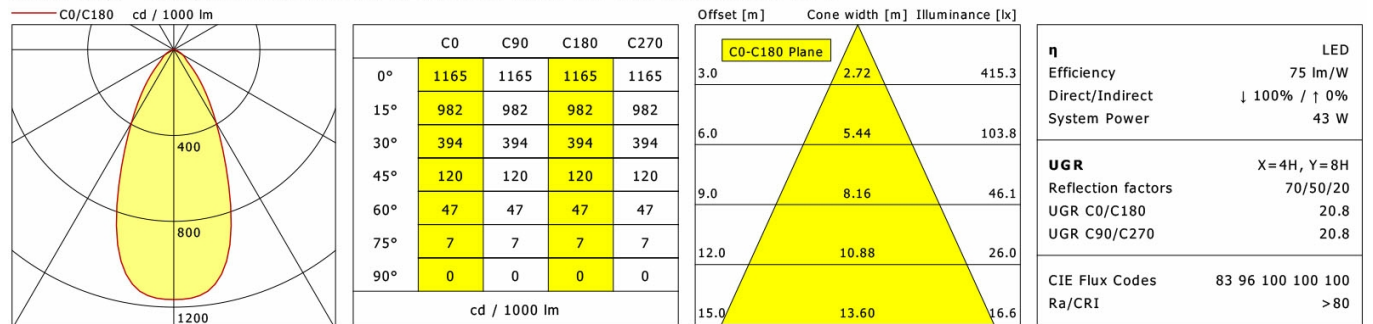 C0/C180 cd / 1000 lm
400
800
1200
C0 C90 C180 C270
0° 1165 1165 1165 1165
15° 982 982 982 982
30° 394 394 394 394
45° 120 120 120 120
60° 47 47 47 47
75° 7 7 7 7
90° 0 0 0 0
cd / 1000 lm
Offset [m] Cone width [m] Illuminance [lx]
C0-C180 Plane
3.0 2.72 415.3
6.0 5.44 103.8
9.0 8.16 46.1
12.0 10.88 26.0
15.0 13.60 16.6
η LED
Efficiency 75 lm/W
Direct/Indirect ↓ 100% / ↑ 0%
System Power 43 W
UGR X=4H, Y=8H
Reflection factors 70/50/20
UGR C0/C180 20.8
UGR C90/C270 20.8
CIE Flux Codes 83 96 100 100 100
Ra/CRI >80